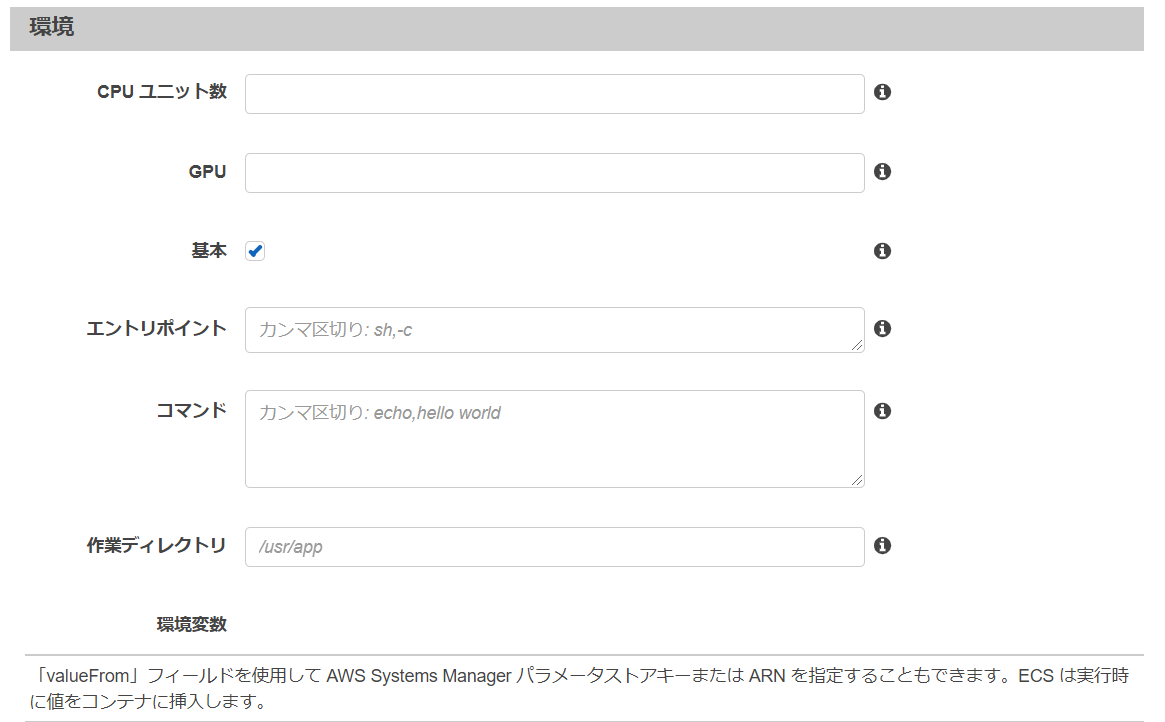 環境
CPU ユニット数
GPU
基本
エントリポイント
カンマ区切り: sh,-c
コマンド
カンマ区切り: echo,hello world
作業ディレクトリ
/usr/app
環境変数
「valueFrom」フィールドを使用して AWS Systems Manager パラメータストアキーまたは ARN を指定することもできます。ECS は実行時
に値をコンテナに挿入します。